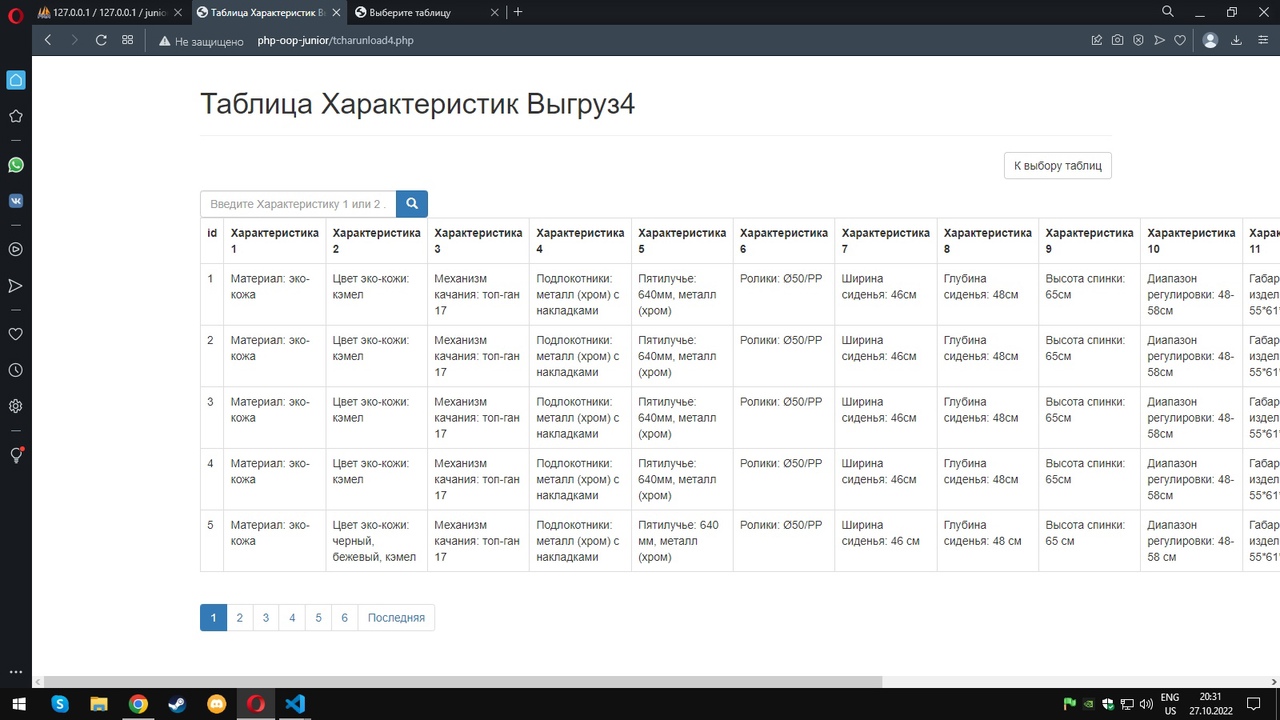 127.0.0.1 / 127.0.0.1 / junio
Таблица Характеристик В
Выберите таблицу
Не защищено
php-oop-junior/tcharunload4.php
Таблица Характеристик Выгруз4
К выбору таблиц
Введите Характеристику 1 или 2 .
id Характеристика 1 Характеристика 2 Характеристика 3 Характеристика 4 Характеристика 5 Характеристика 6 Характеристика 7 Характеристика 8 Характеристика 9 Характеристика 10 Харак 11
1 Материал: эко-кожа Цвет эко-кожи: кэмел Механизм качания: топ-ган 17 Подлокотники: металл (хром) с накладками Пятилучье: 640мм, металл (хром) Ролики: Ø50/PP Ширина сиденья: 46см Глубина сиденья: 48см Высота спинки: 65см Диапазон регулировки: 48-58см Габар издел 55*61*
2 Материал: эко-кожа Цвет эко-кожи: кэмел Механизм качания: топ-ган 17 Подлокотники: металл (хром) с накладками Пятилучье: 640мм, металл (хром) Ролики: Ø50/PP Ширина сиденья: 46см Глубина сиденья: 48см Высота спинки: 65см Диапазон регулировки: 48-58см Габар издел 55*61*
3 Материал: эко-кожа Цвет эко-кожи: кэмел Механизм качания: топ-ган 17 Подлокотники: металл (хром) с накладками Пятилучье: 640мм, металл (хром) Ролики: Ø50/PP Ширина сиденья: 46см Глубина сиденья: 48см Высота спинки: 65см Диапазон регулировки: 48-58см Габар издел 55*61*
4 Материал: эко-кожа Цвет эко-кожи: кэмел Механизм качания: топ-ган 17 Подлокотники: металл (хром) с накладками Пятилучье: 640мм, металл (хром) Ролики: Ø50/PP Ширина сиденья: 46см Глубина сиденья: 48см Высота спинки: 65см Диапазон регулировки: 48-58см Габар издел 55*61*
5 Материал: эко-кожа Цвет эко-кожи: черный, бежевый, кэмел Механизм качания: топ-ган 17 Подлокотники: металл (хром) с накладками Пятилучье: 640 мм, металл (хром) Ролики: Ø50/PP Ширина сиденья: 46 см Глубина сиденья: 48 см Высота спинки: 65 см Диапазон регулировки: 48-58 см Габар издел 55*61*
1 2 3 4 5 6 Последняя
ENG
US
20:31
27.10.2022